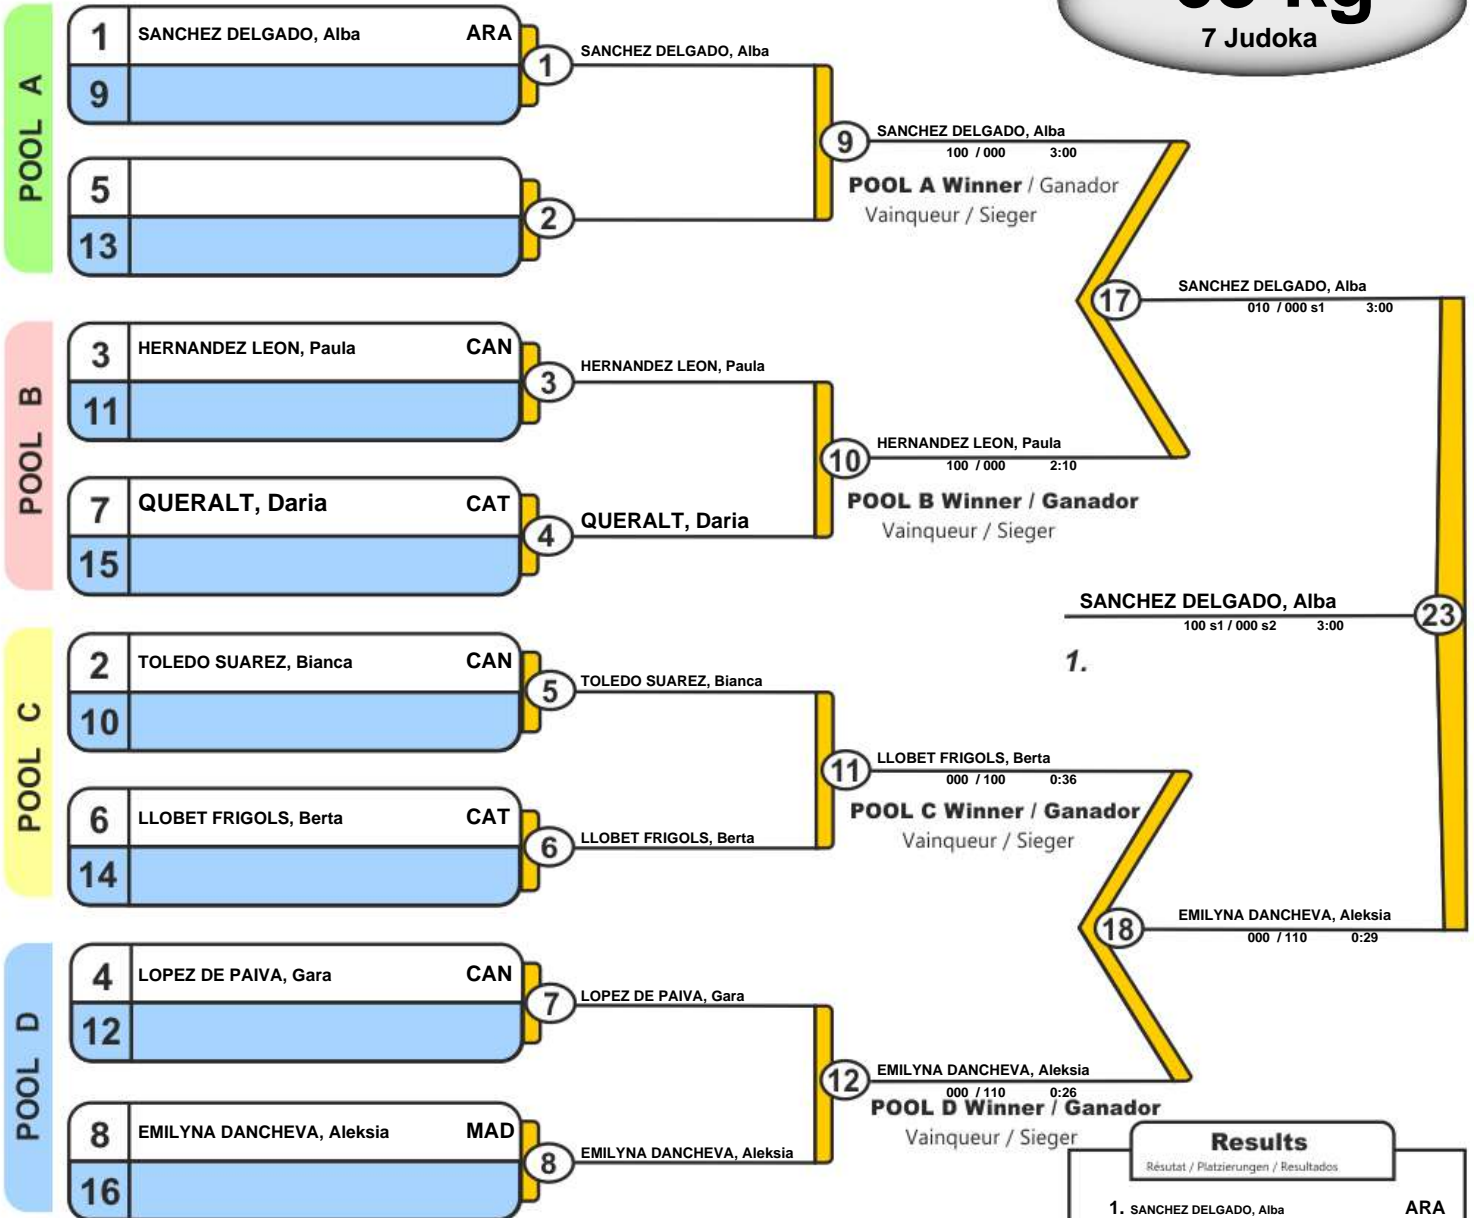 kg
7 Judoka
POOL A
1 SANCHEZ DELGADO, Alba ARA
9
5
13
1 SANCHEZ DELGADO, Alba
2
9 SANCHEZ DELGADO, Alba
100 / 000 3:00
POOL A Winner / Ganador
Vainqueur / Sieger
POOL B
3 HERNANDEZ LEON, Paula CAN
11
7 QUERALT, Daria CAT
15
3 HERNANDEZ LEON, Paula
4 QUERALT, Daria
10 HERNANDEZ LEON, Paula
100 / 000 2:10
POOL B Winner / Ganador
Vainqueur / Sieger
17 SANCHEZ DELGADO, Alba
010 / 000 s1 3:00
POOL C
2 TOLEDO SUAREZ, Bianca CAN
10
6 LLOBET FRIGOLS, Berta CAT
14
5 TOLEDO SUAREZ, Bianca
6 LLOBET FRIGOLS, Berta
11 LLOBET FRIGOLS, Berta
000 / 100 0:36
POOL C Winner / Ganador
Vainqueur / Sieger
POOL D
4 LOPEZ DE PAIVA, Gara CAN
12
8 EMILYNA DANCHEVA, Aleksia MAD
16
7 LOPEZ DE PAIVA, Gara
8 EMILYNA DANCHEVA, Aleksia
12 EMILYNA DANCHEVA, Aleksia
000 / 110 0:26
POOL D Winner / Ganador
Vainqueur / Sieger
18 EMILYNA DANCHEVA, Aleksia
000 / 110 0:29
SANCHEZ DELGADO, Alba 23
100 s1 / 000 s2 3:00
1.
Results
Résutat / Platzierungen / Resultados
1. SANCHEZ DELGADO, Alba ARA